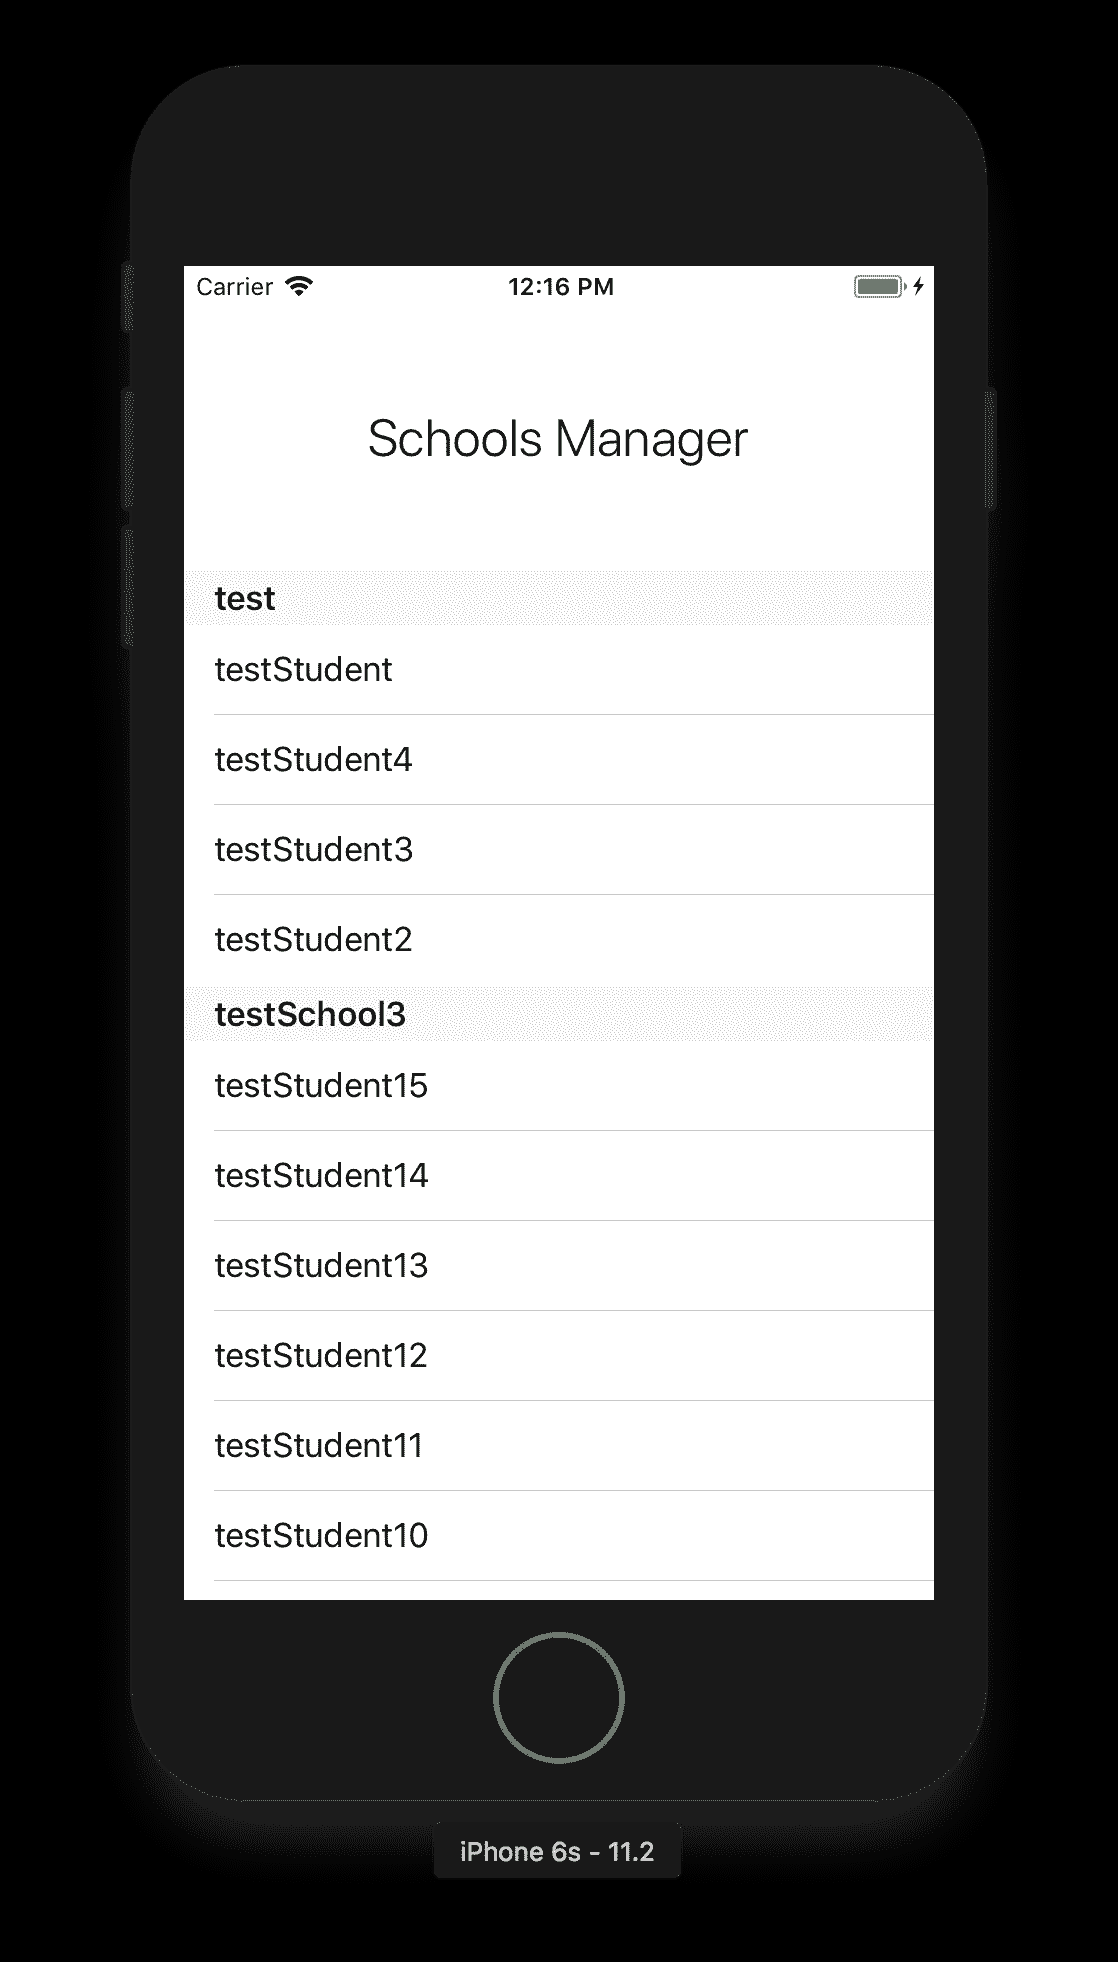 Carrier 12:16 PM
Schools Manager
test
testStudent
testStudent4
testStudent3
testStudent2
testSchool3
testStudent15
testStudent14
testStudent13
testStudent12
testStudent11
testStudent10
iPhone 6s - 11.2